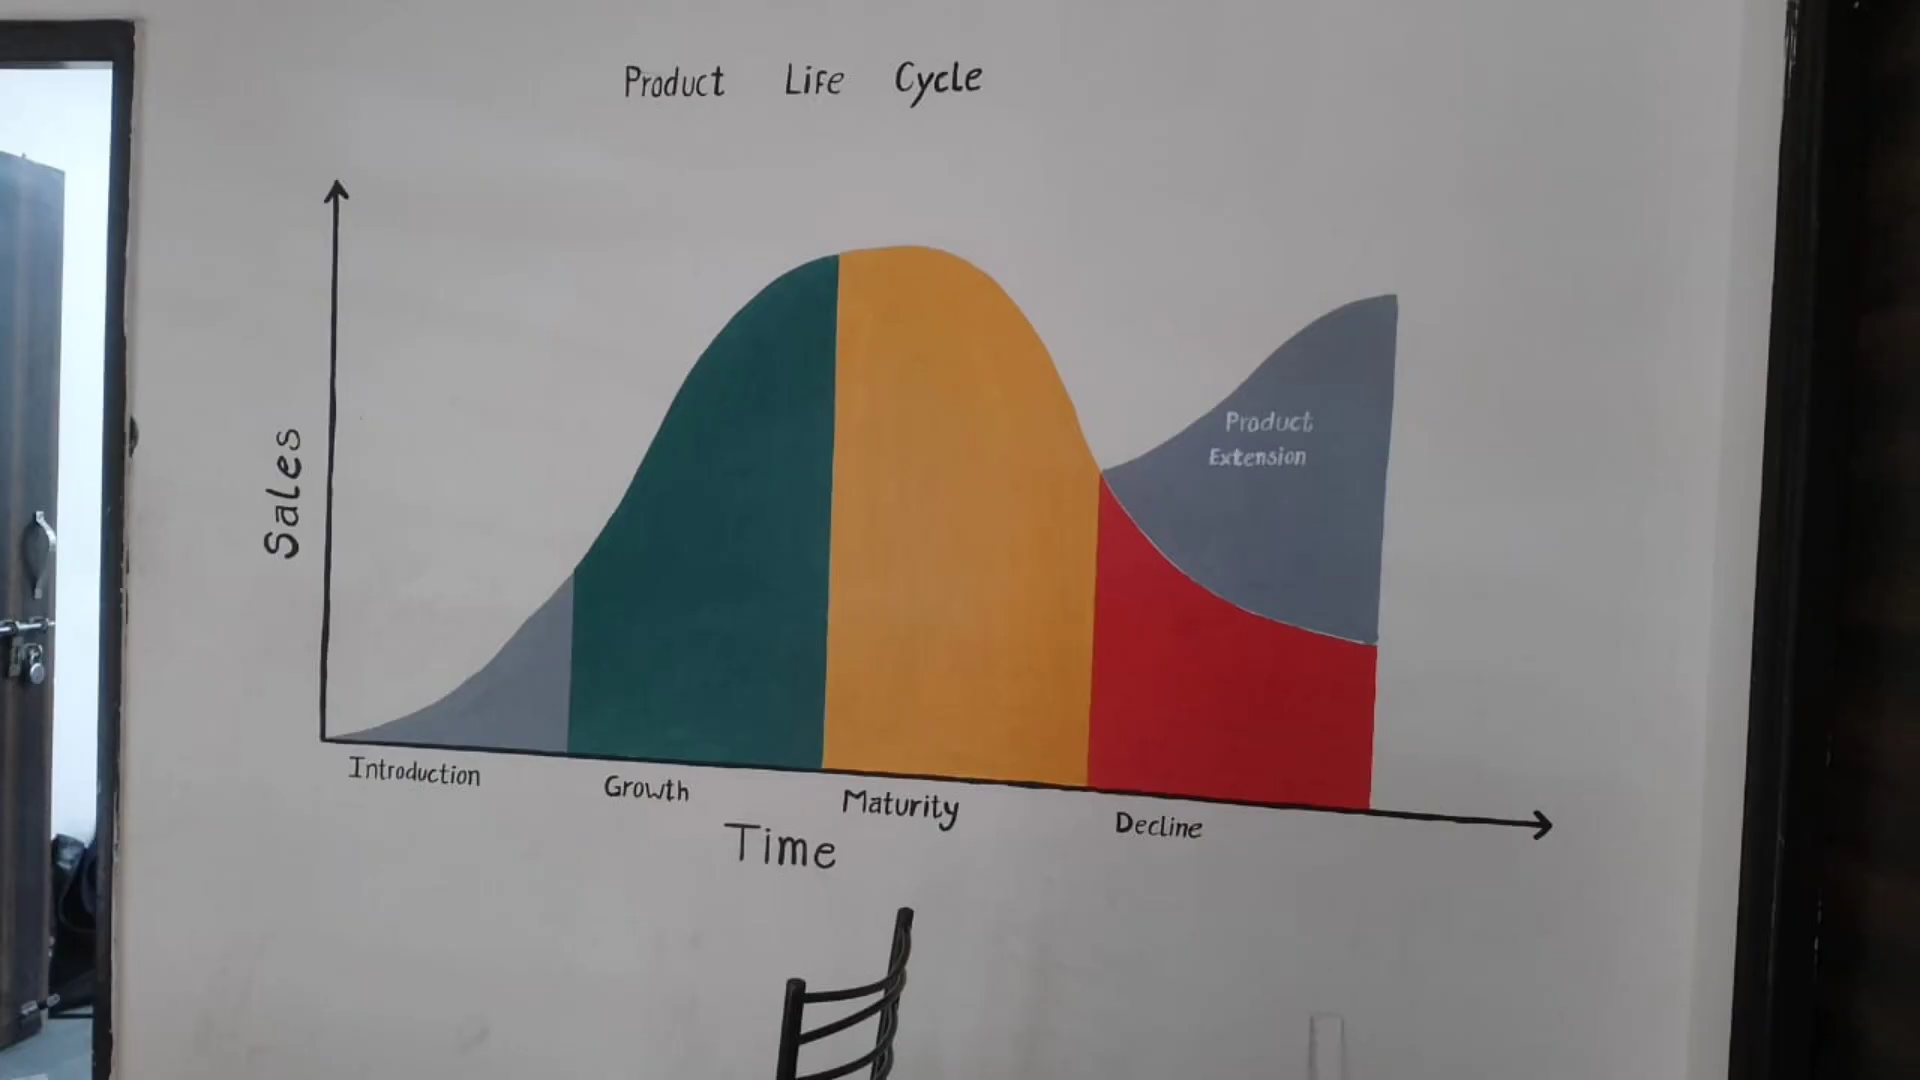 Product Life Cycle
Sales
Product
Extension
Introduction
Growth
Maturity
Decline
Time